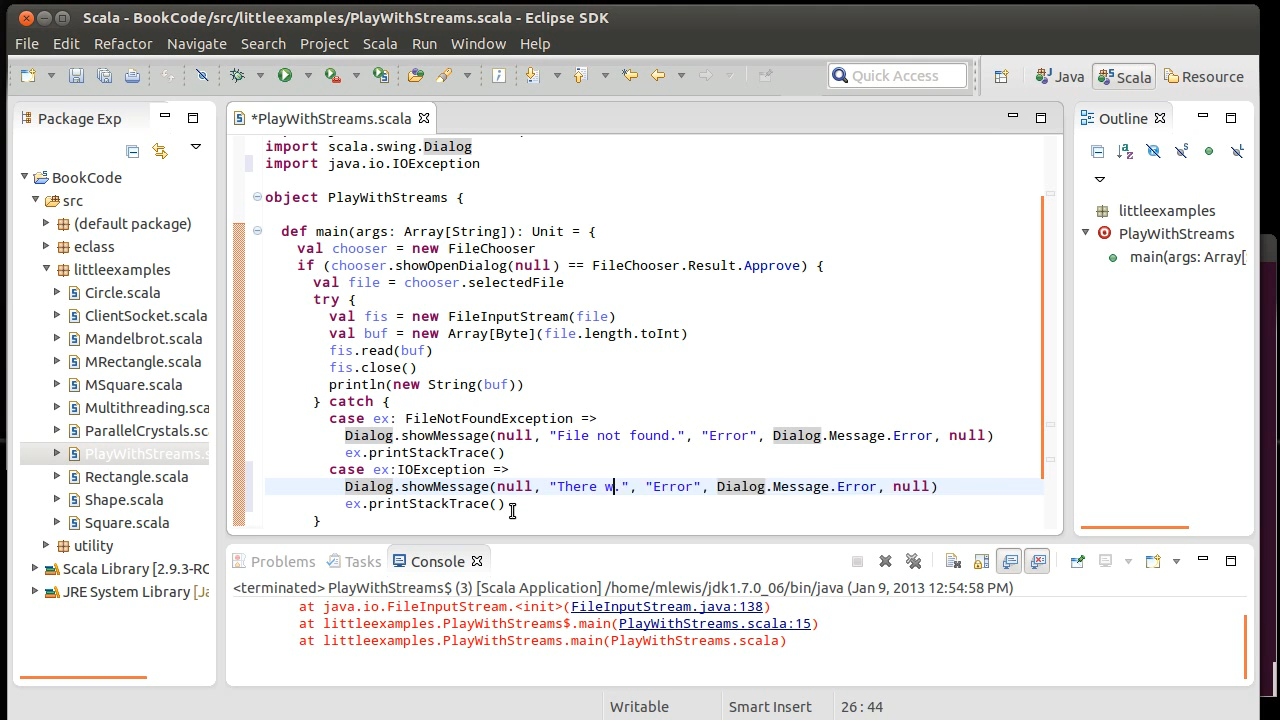 Scala - BookCode/src/littleexamples/PlayWithStreams.scala - Eclipse SDK
File Edit Refactor Navigate Search Project Scala Run Window Help
Quick Access
Java
Scala
Resource
Package Exp
BookCode
src
(default package)
eclass
littleexamples
Circle.scala
ClientSocket.scala
Mandelbrot.scala
MRectangle.scala
MSquare.scala
Multithreading.sca
ParallelCrystals.sc
PlayWithStreams.s
Rectangle.scala
Shape.scala
Square.scala
utility
Scala Library [2.9.3-RC
JRE System Library [Ja
*PlayWithStreams.scala
import scala.swing.Dialog
import java.io.IOException
object PlayWithStreams {
def main(args: Array[String]): Unit = {
val chooser = new FileChooser
if (chooser.showOpenDialog(null) == FileChooser.Result.Approve) {
val file = chooser.selectedFile
try {
val fis = new FileInputStream(file)
val buf = new Array[Byte](file.length.toInt)
fis.read(buf)
fis.close()
println(new String(buf))
} catch {
case ex: FileNotFoundException =>
Dialog.showMessage(null, "File not found.", "Error", Dialog.Message.Error, null)
ex.printStackTrace()
case ex:IOException =>
Dialog.showMessage(null, "There w.", "Error", Dialog.Message.Error, null)
ex.printStackTrace()
}
Outline
littleexamples
PlayWithStreams
main(args: Array[
Problems
Tasks
Console
<terminated> PlayWithStreams$ (3) [Scala Application] /home/mlewis/jdk1.7.0_06/bin/java (Jan 9, 2013 12:54:58 PM)
at java.io.FileInputStream.<init>(FileInputStream.java:138)
at littleexamples.PlayWithStreams$.main(PlayWithStreams.scala:15)
at littleexamples.PlayWithStreams.main(PlayWithStreams.scala)
Writable
Smart Insert
26:44